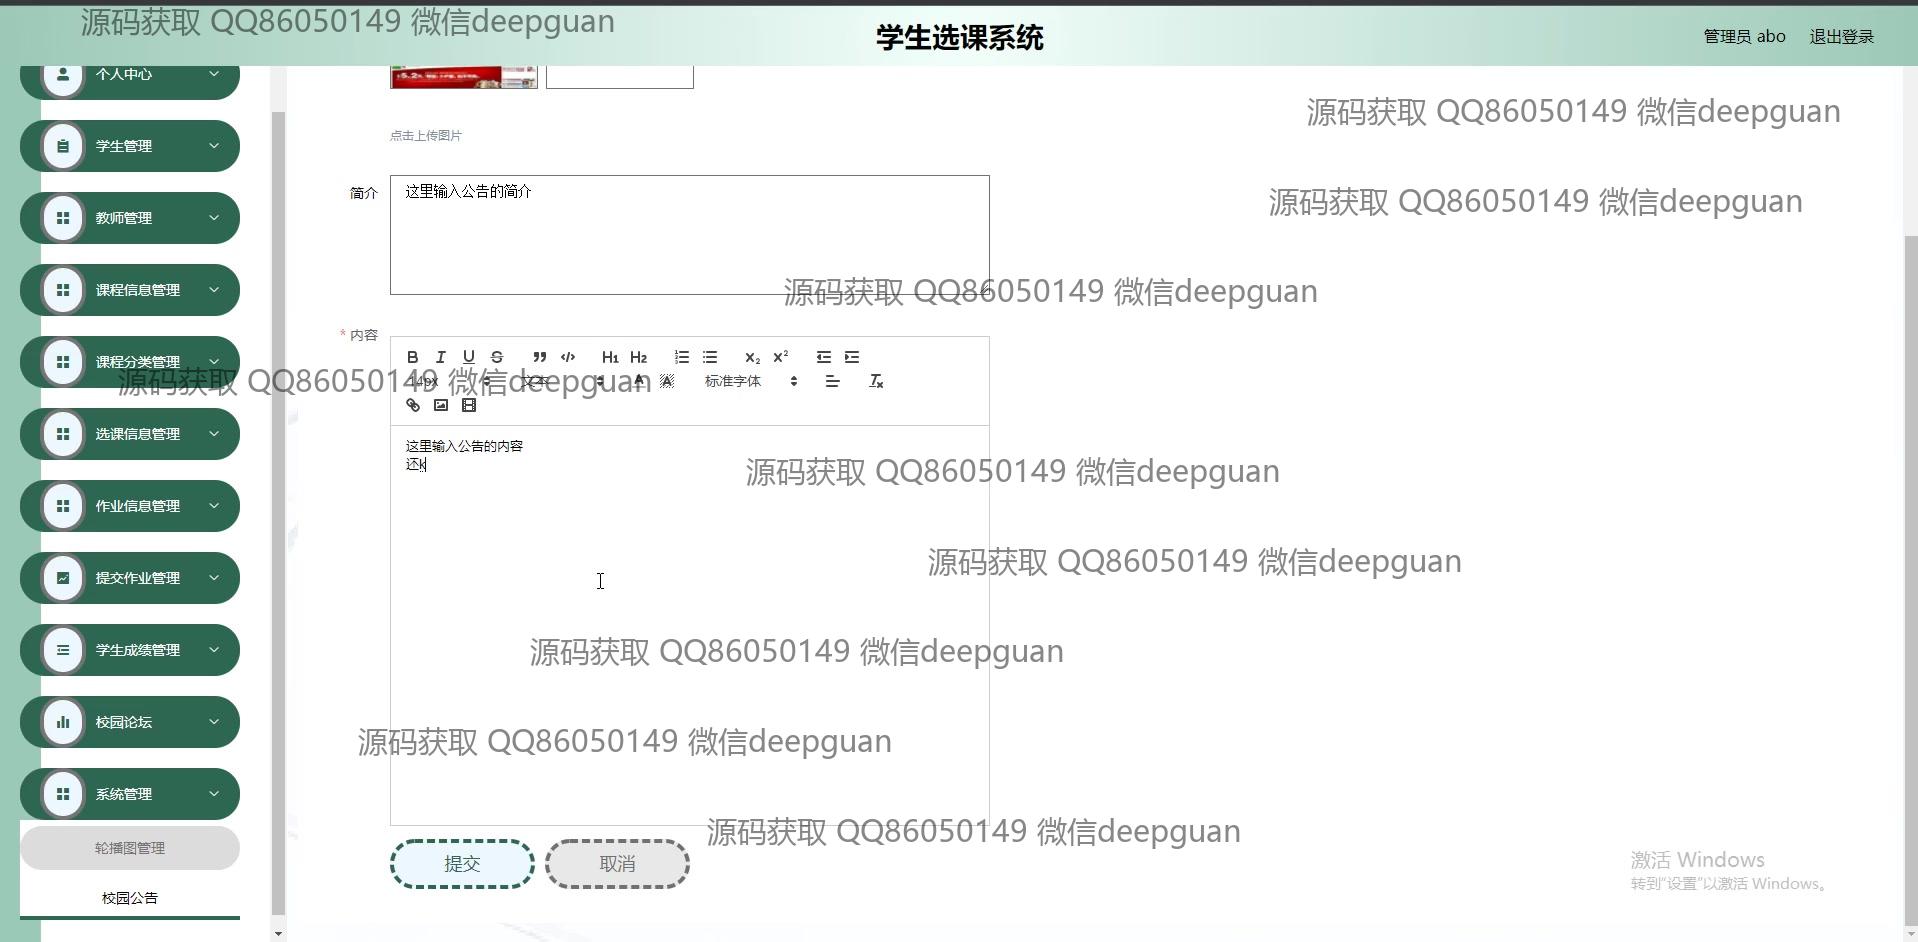 源码获取 QQ86050149 微信deepguan
学生选课系统
管理员 abo
退出登录
个人中心
点击上传图片
源码获取 QQ86050149 微信deepguan
学生管理
简介
这里输入公告的简介
源码获取 QQ86050149 微信deepguan
教师管理
课程信息管理
源码获取 QQ86050149 微信deepguan
* 内容
B I U S H1 H2 X2 X2
课程分类管理
14px 文本 A A 标准字体 Tx
源码获取 QQ86050149 微信deepguan
选课信息管理
这里输入公告的内容
还k
源码获取 QQ86050149 微信deepguan
作业信息管理
源码获取 QQ86050149 微信deepguan
提交作业管理
学生成绩管理
源码获取 QQ86050149 微信deepguan
校园论坛
源码获取 QQ86050149 微信deepguan
系统管理
源码获取 QQ86050149 微信deepguan
轮播图管理
提交
取消
激活 Windows
转到"设置"以激活 Windows。
校园公告